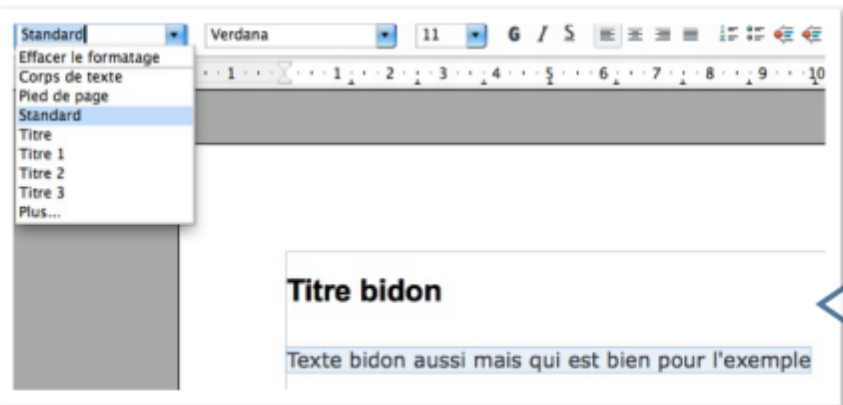 Standard Verdana 11 G I S
Effacer le formatage
Corps de texte
Pied de page
Standard
Titre
Titre 1
Titre 2
Titre 3
Plus...
1 1 2 3 4 5 6 7 8 9 10
Titre bidon
Texte bidon aussi mais qui est bien pour l'exemple